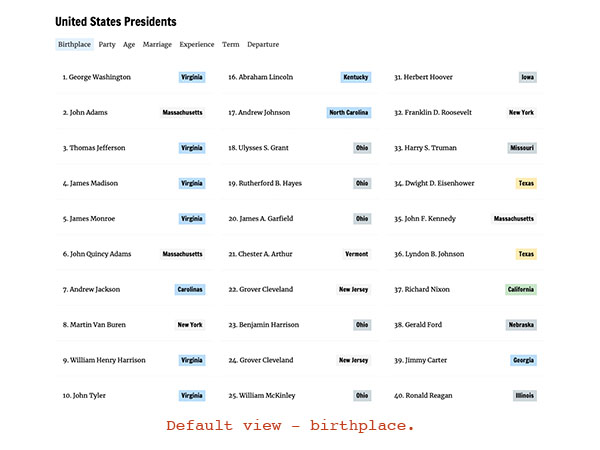 United States Presidents
Birthplace Party Age Marriage Experience Term Departure
1. George Washington Virginia 16. Abraham Lincoln Kentucky 31. Herbert Hoover Iowa
2. John Adams Massachusetts 17. Andrew Johnson North Carolina 32. Franklin D. Roosevelt New York
3. Thomas Jefferson Virginia 18. Ulysses S. Grant Ohio 33. Harry S. Truman Missouri
4. James Madison Virginia 19. Rutherford B. Hayes Ohio 34. Dwight D. Eisenhower Texas
5. James Monroe Virginia 20. James A. Garfield Ohio 35. John F. Kennedy Massachusetts
6. John Quincy Adams Massachusetts 21. Chester A. Arthur Vermont 36. Lyndon B. Johnson Texas
7. Andrew Jackson Carolinas 22. Grover Cleveland New Jersey 37. Richard Nixon California
8. Martin Van Buren New York 23. Benjamin Harrison Ohio 38. Gerald Ford Nebraska
9. William Henry Harrison Virginia 24. Grover Cleveland New Jersey 39. Jimmy Carter Georgia
10. John Tyler Virginia 25. William McKinley Ohio 40. Ronald Reagan Illinois
Default view – birthplace.